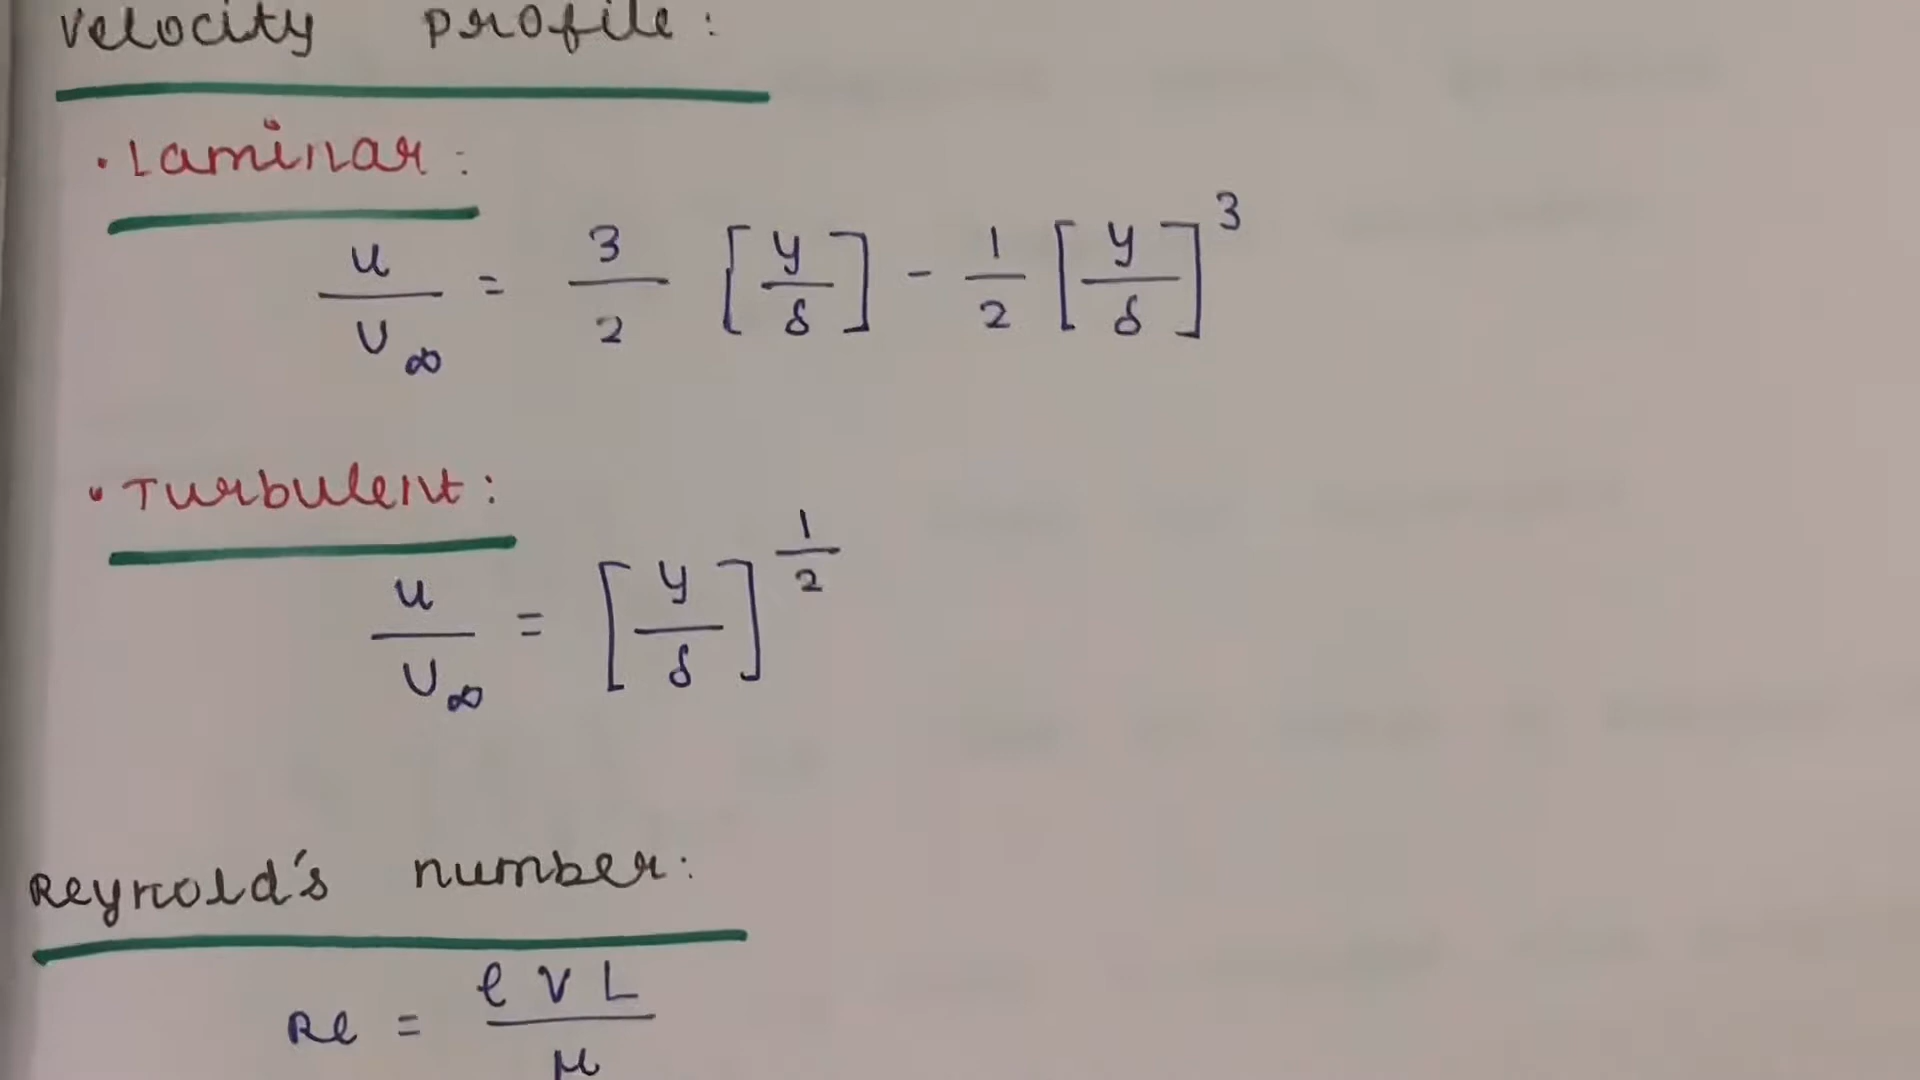 Velocity profile:
• Laminar:
u/U∞ = 3/2 [y/δ] - 1/2 [y/δ]^3
• Turbulent:
u/U∞ = [y/δ]^1/2
Reynold's number:
Re = ρVL/μ